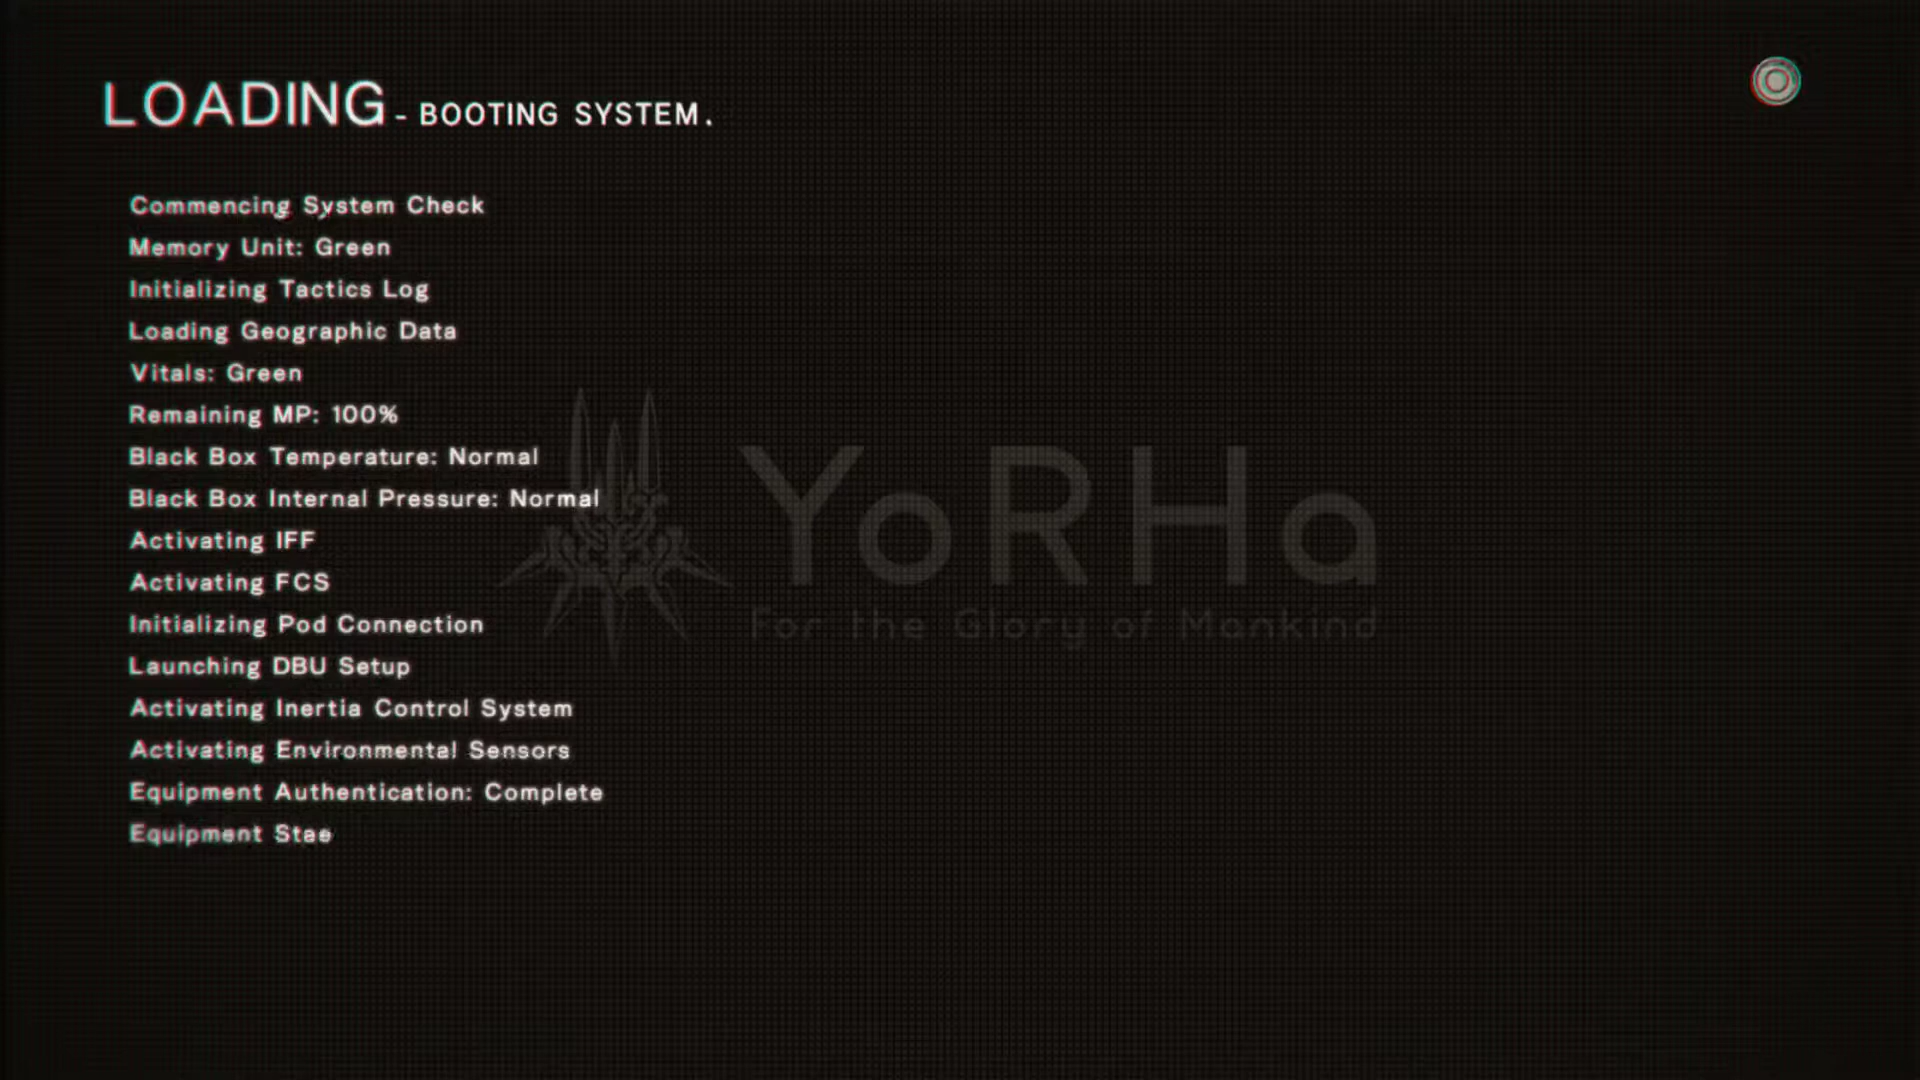 LOADING - BOOTING SYSTEM.
Commencing System Check
Memory Unit: Green
Initializing Tactics Log
Loading Geographic Data
Vitals: Green
Remaining MP: 100%
Black Box Temperature: Normal
Black Box Internal Pressure: Normal
Activating IFF
Activating FCS
Initializing Pod Connection
Launching DBU Setup
Activating Inertia Control System
Activating Environmental Sensors
Equipment Authentication: Complete
Equipment Stae
YoRHa
For the Glory of Mankind